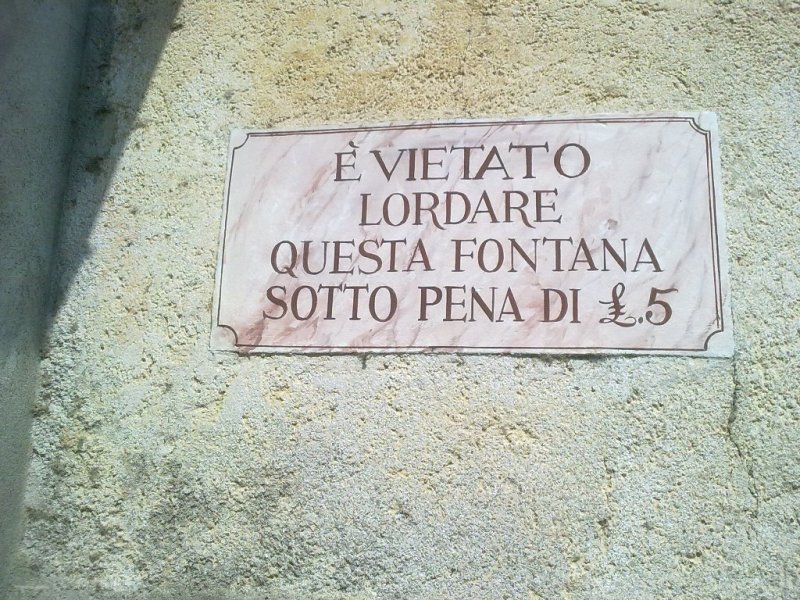 È VIETATO
LORDARE
QUESTA FONTANA
SOTTO PENA DI £.5